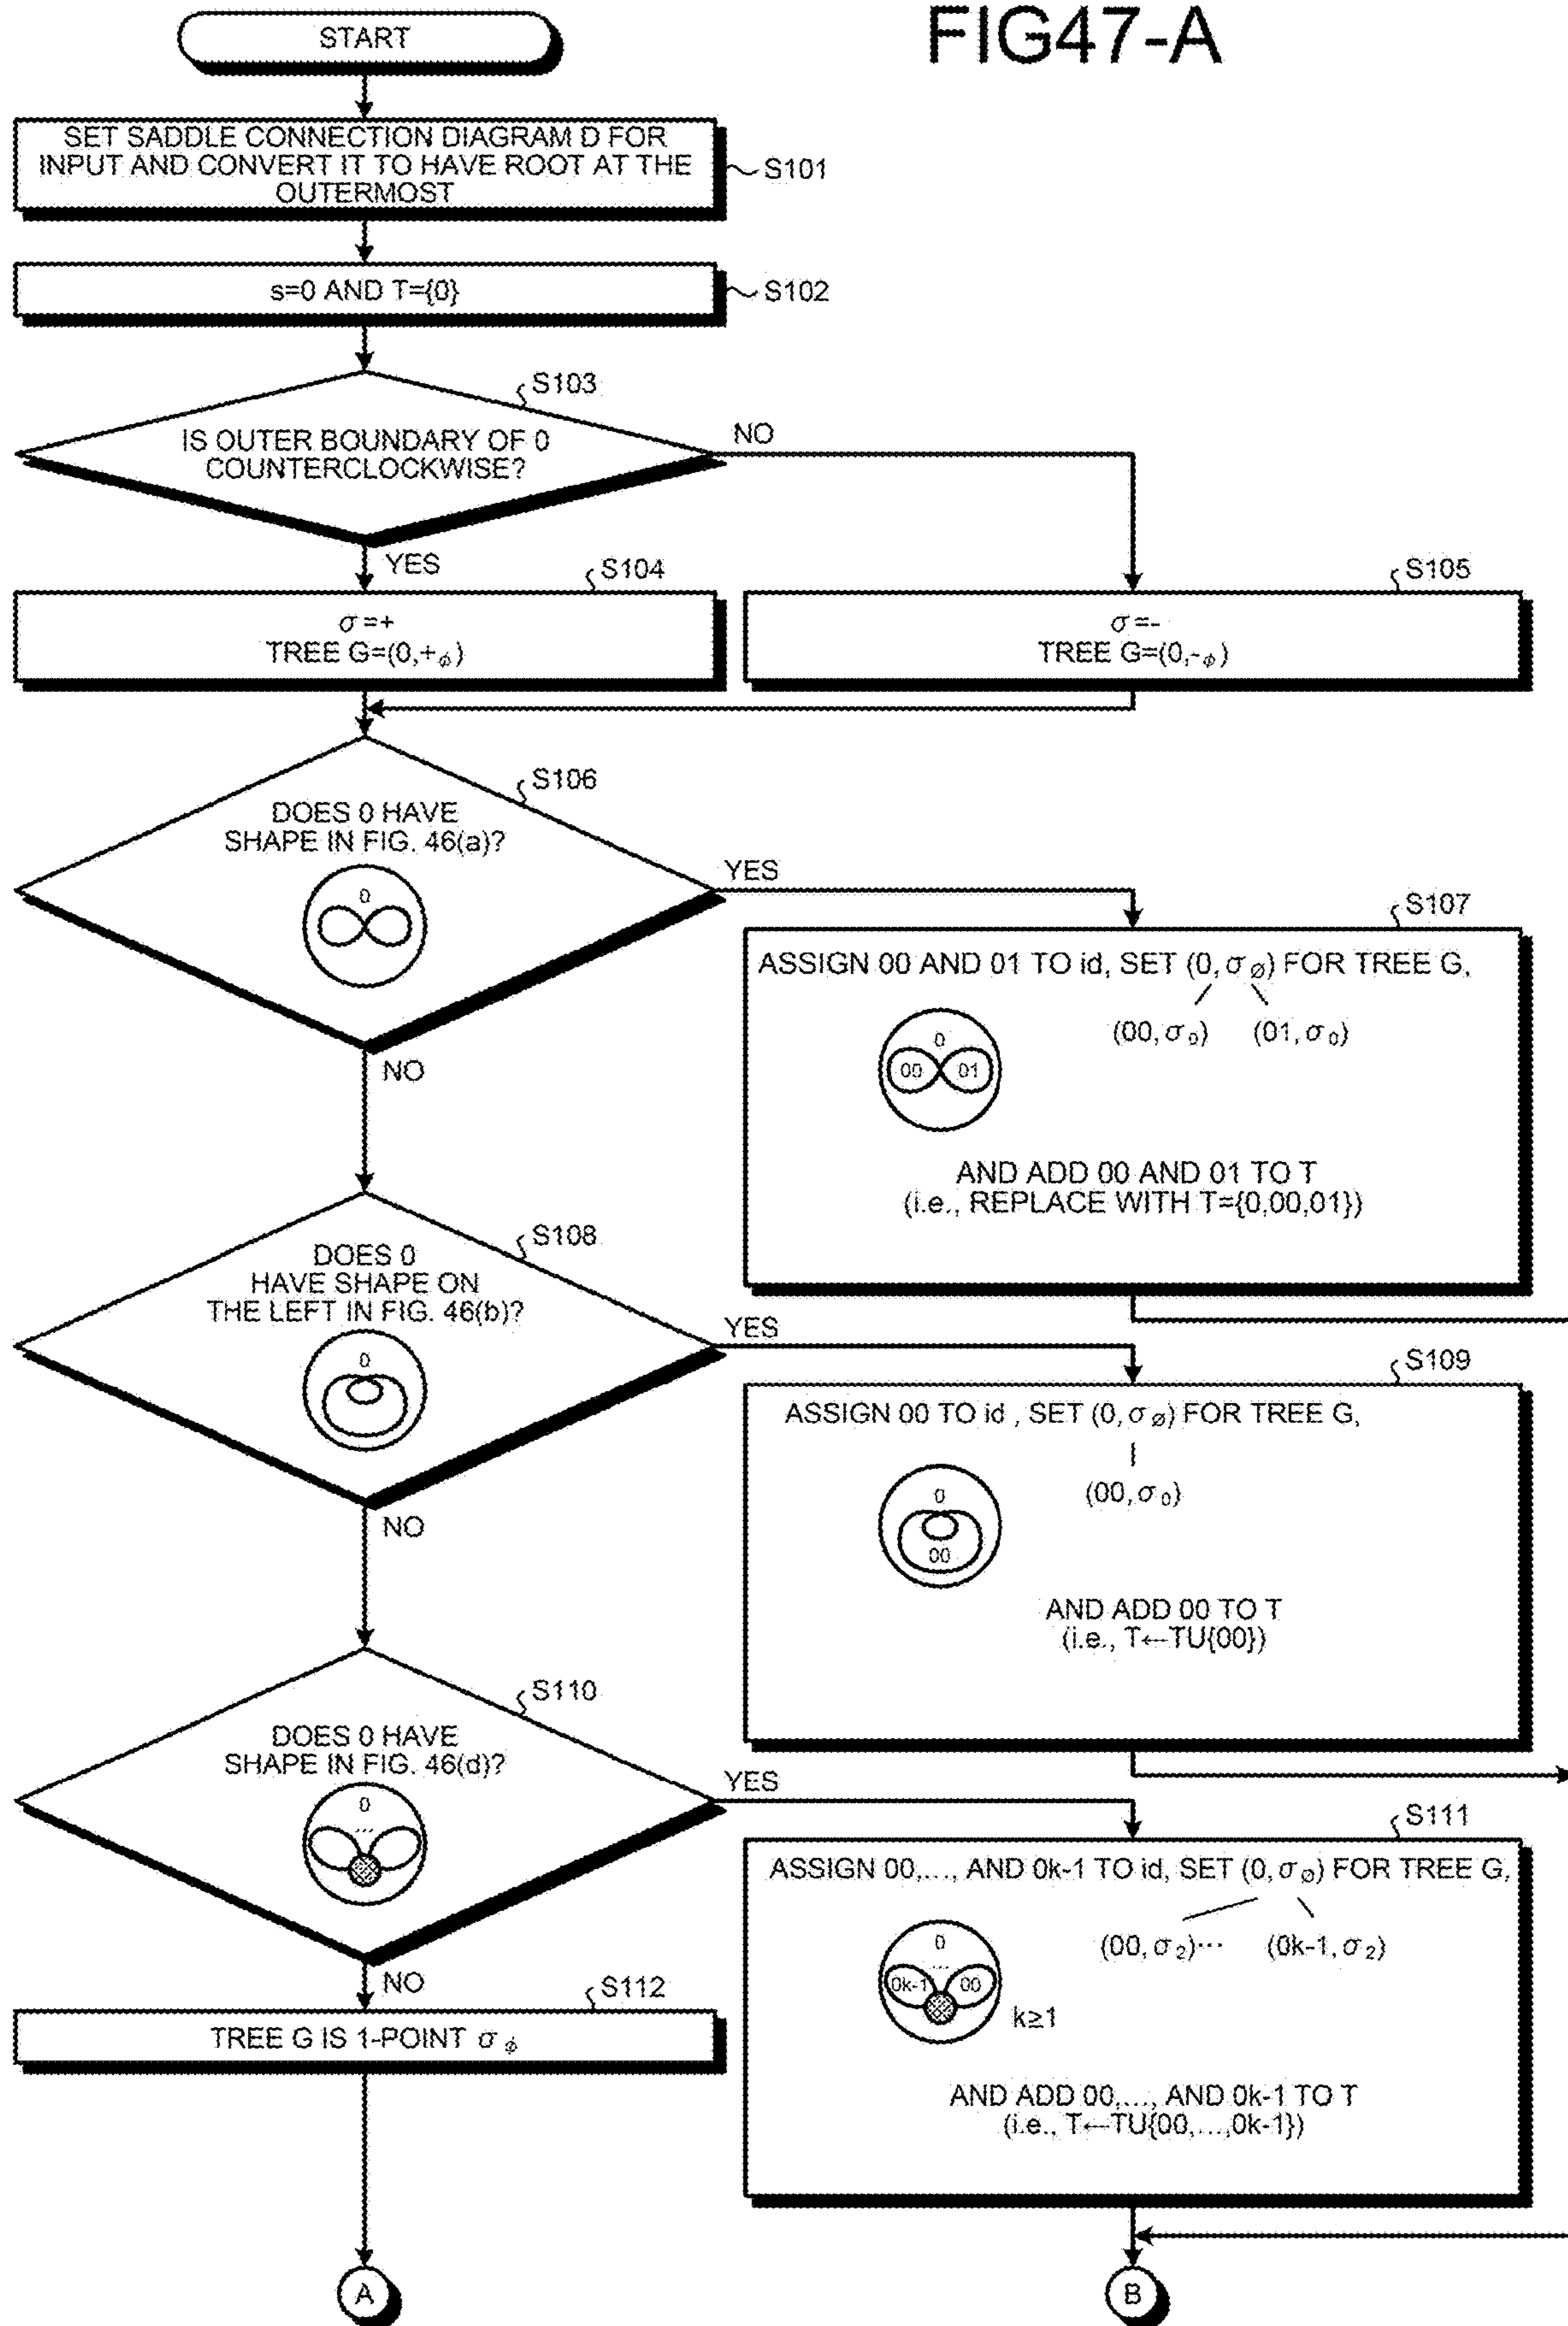 FIG47-A
START
SET SADDLE CONNECTION DIAGRAM D FOR
INPUT AND CONVERT IT TO HAVE ROOT AT THE
OUTERMOST
S101
s=0 AND T={0}
S102
S103
IS OUTER BOUNDARY OF 0
COUNTERCLOCKWISE?
NO
YES
S104
σ=+
TREE G=(0,+ϕ)
S105
σ=-
TREE G=(0,-ϕ)
S106
DOES 0 HAVE
SHAPE IN FIG. 46(a)?
0
YES
NO
S107
ASSIGN 00 AND 01 TO id, SET (0,σ∅) FOR TREE G,
(00,σ0) (01,σ0)
0
00 01
AND ADD 00 AND 01 TO T
(i.e., REPLACE WITH T={0,00,01})
S108
DOES 0
HAVE SHAPE ON
THE LEFT IN FIG. 46(b)?
0
YES
NO
S109
ASSIGN 00 TO id , SET (0,σ∅) FOR TREE G,
(00,σ0)
0
00
AND ADD 00 TO T
(i.e., T←TU{00})
S110
DOES 0 HAVE
SHAPE IN FIG. 46(d)?
0
...
YES
NO
S111
ASSIGN 00,..., AND 0k-1 TO id, SET (0,σ∅) FOR TREE G,
(00,σ2)... (0k-1,σ2)
0
...
0k-1 00
k≥1
AND ADD 00,..., AND 0k-1 TO T
(i.e., T←TU{00,...,0k-1})
S112
TREE G IS 1-POINT σϕ
A
B